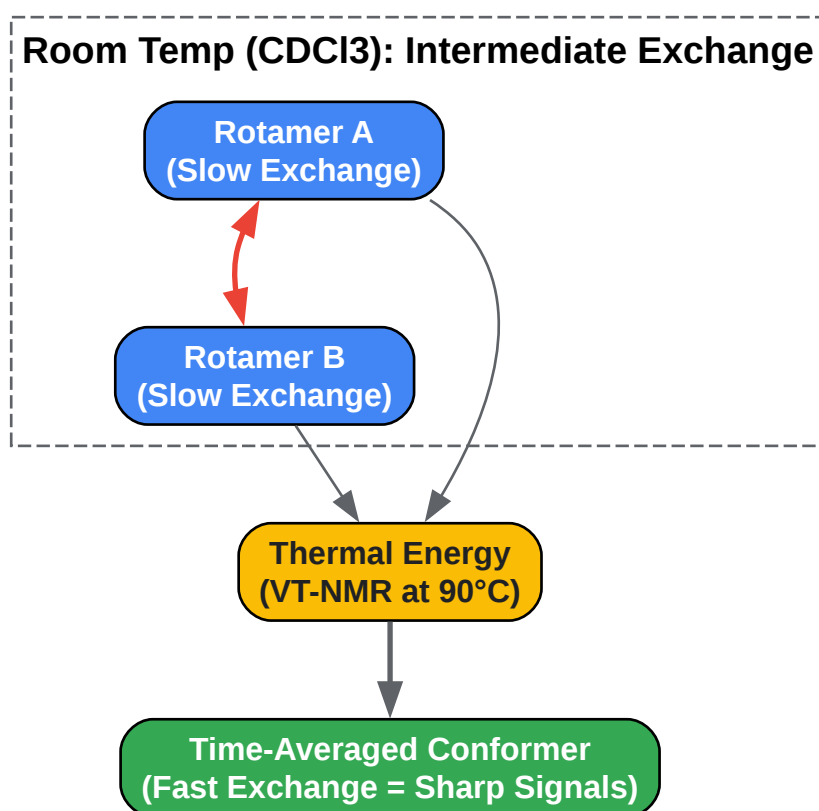 Room Temp (CDCl3): Intermediate Exchange
Rotamer A
(Slow Exchange)
Rotamer B
(Slow Exchange)
Thermal Energy
(VT-NMR at 90°C)
Time-Averaged Conformer
(Fast Exchange = Sharp Signals)